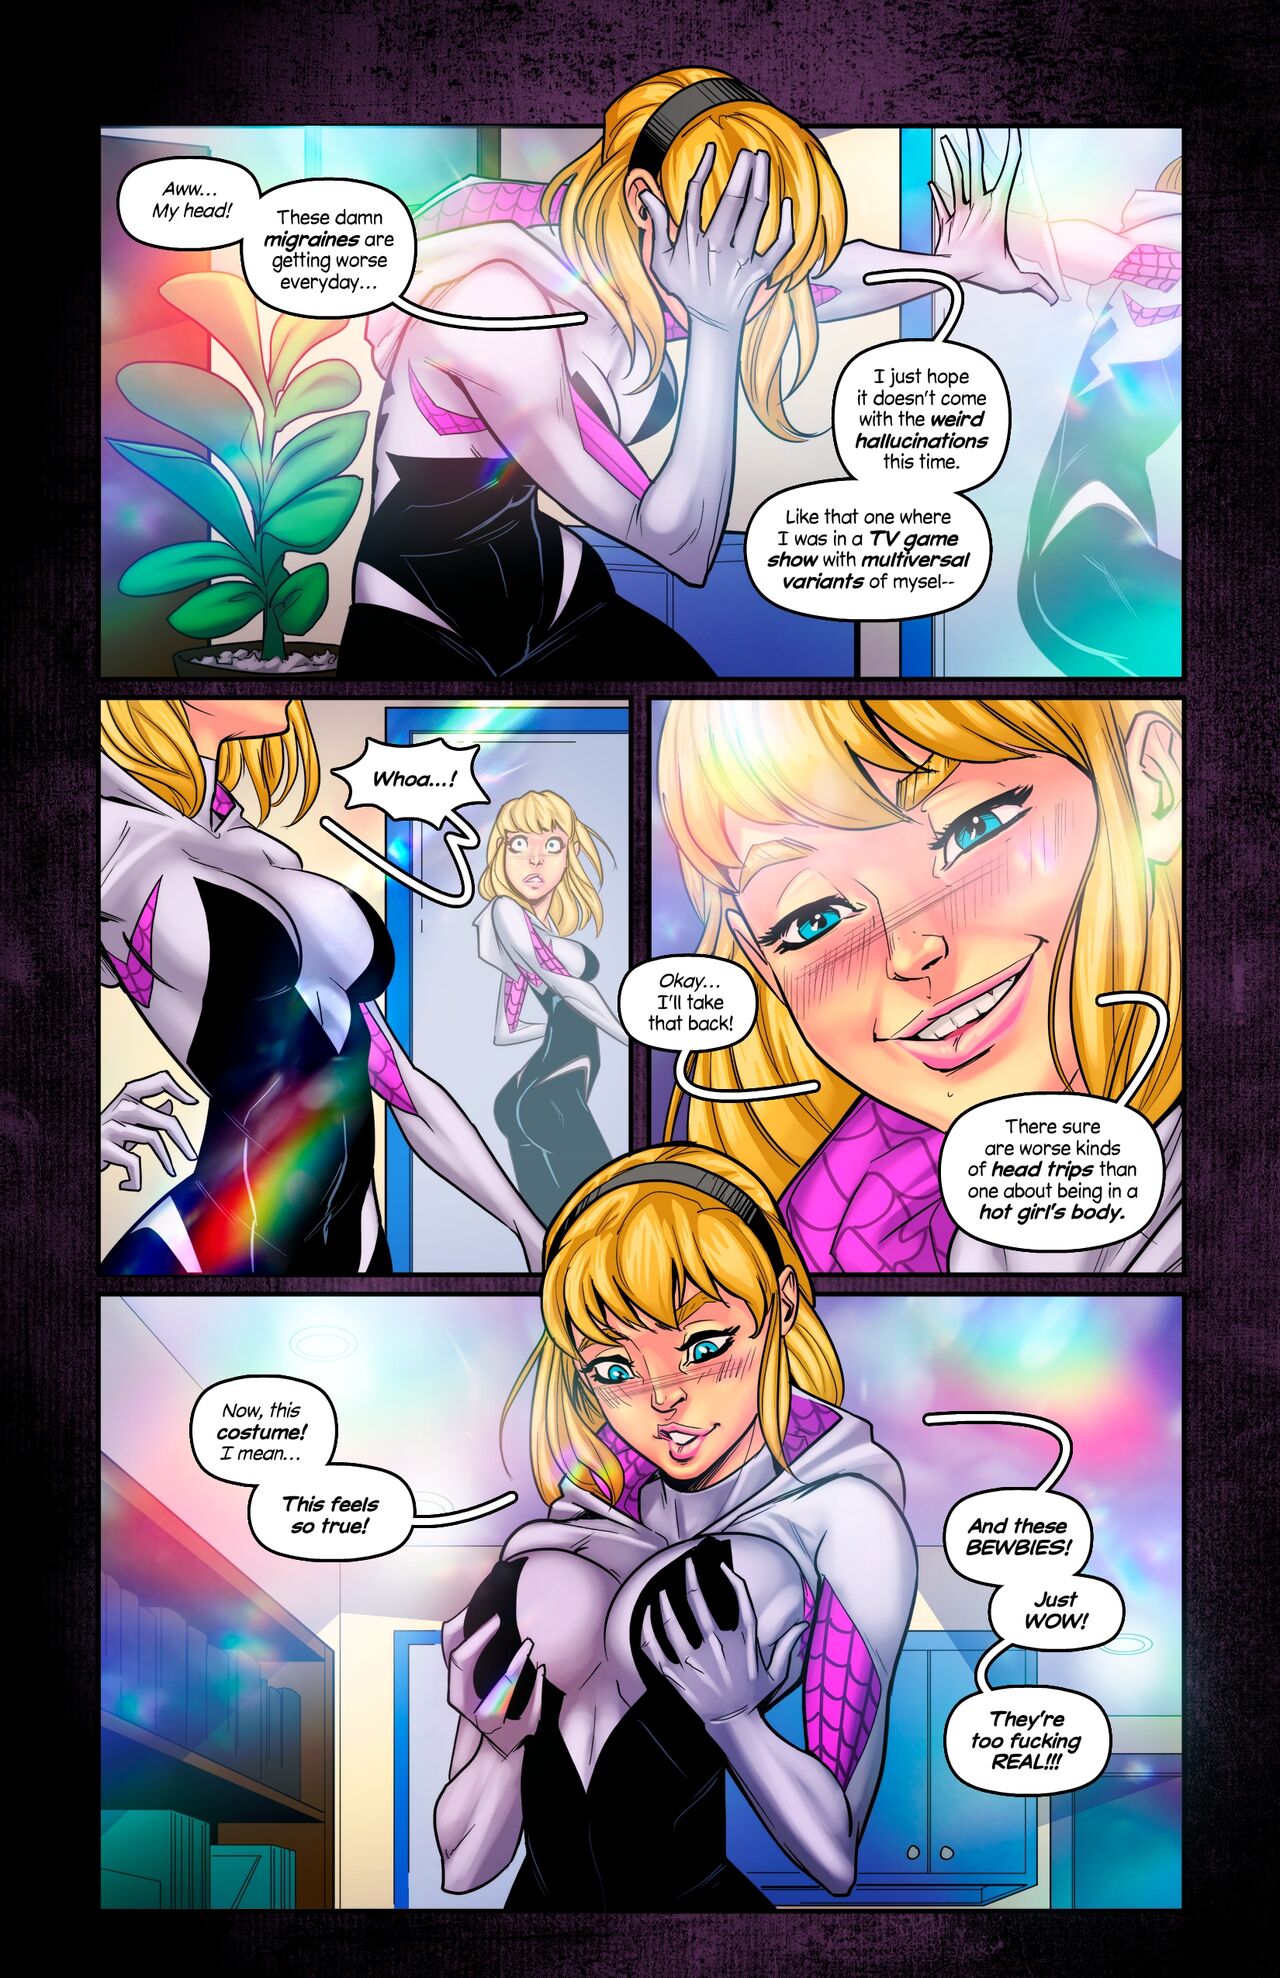 Aww...
My head!
These damn
migraines are
getting worse
everyday...
I just hope
it doesn't come
with the weird
hallucinations
this time.
Like that one where
I was in a TV game
show with multiversal
variants of mysel--
Whoa...!
Okay...
I'll take
that back!
There sure
are worse kinds
of head trips than
one about being in a
hot girl's body.
Now, this
costume!
I mean...
This feels
so true!
And these
BEWBIES!
Just
WOW!
They're
too fucking
REAL!!!